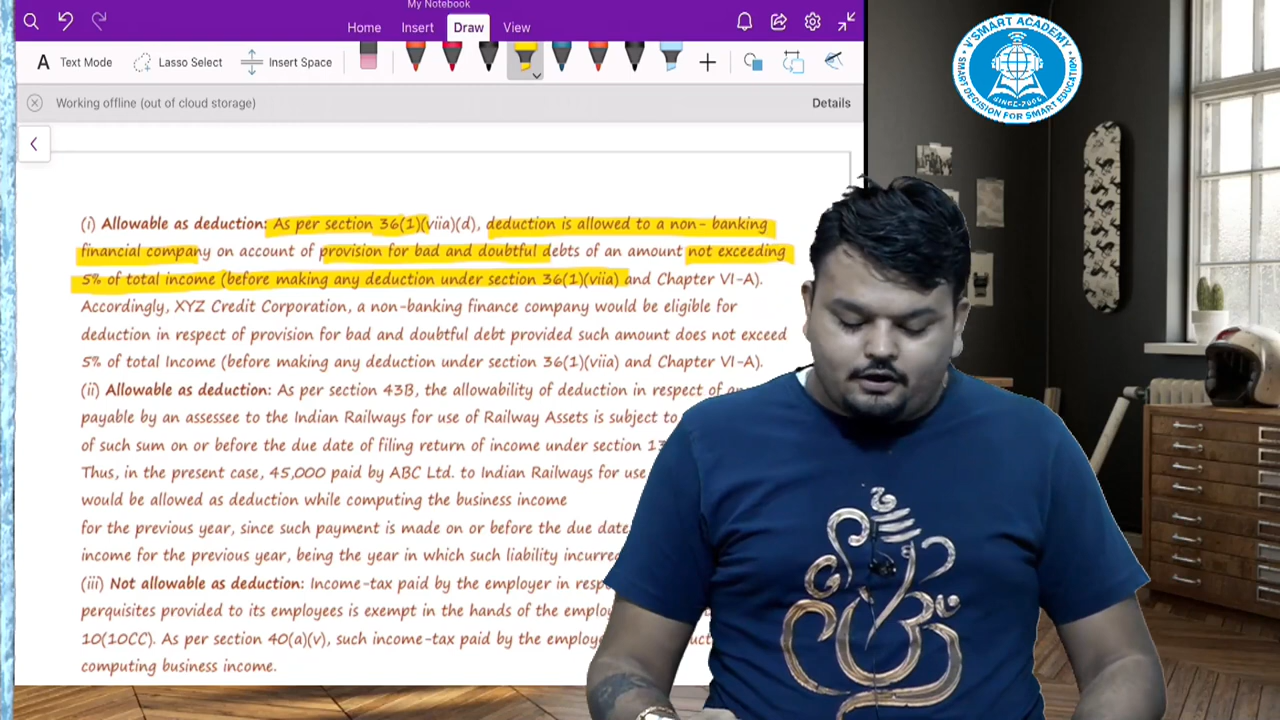 My Notebook
Home Insert Draw View
A Text Mode Lasso Select Insert Space
Working offline (out of cloud storage) Details
(i) Allowable as deduction: As per section 36(1)(viia)(d), deduction is allowed to a non- banking
financial company on account of provision for bad and doubtful debts of an amount not exceeding
5% of total income (before making any deduction under section 36(1)(viia) and Chapter VI-A).
Accordingly, XYZ Credit Corporation, a non-banking finance company would be eligible for
deduction in respect of provision for bad and doubtful debt provided such amount does not exceed
5% of total Income (before making any deduction under section 36(1)(viia) and Chapter VI-A).
(ii) Allowable as deduction: As per section 43B, the allowability of deduction in respect of
payable by an assessee to the Indian Railways for use of Railway Assets is subject to
of such sum on or before the due date of filing return of income under section
Thus, in the present case, 45,000 paid by ABC Ltd. to Indian Railways for use
would be allowed as deduction while computing the business income
for the previous year, since such payment is made on or before the due date
income for the previous year, being the year in which such liability
(iii) Not allowable as deduction: Income-tax paid by the employer in
perquisites provided to its employees is exempt in the hands of the
10(10CC). As per section 40(a)(v), such income-tax paid by the
computing business income.
V'SMART ACADEMY
SINCE-2006
SMART DECISION FOR SMART EDUCATION